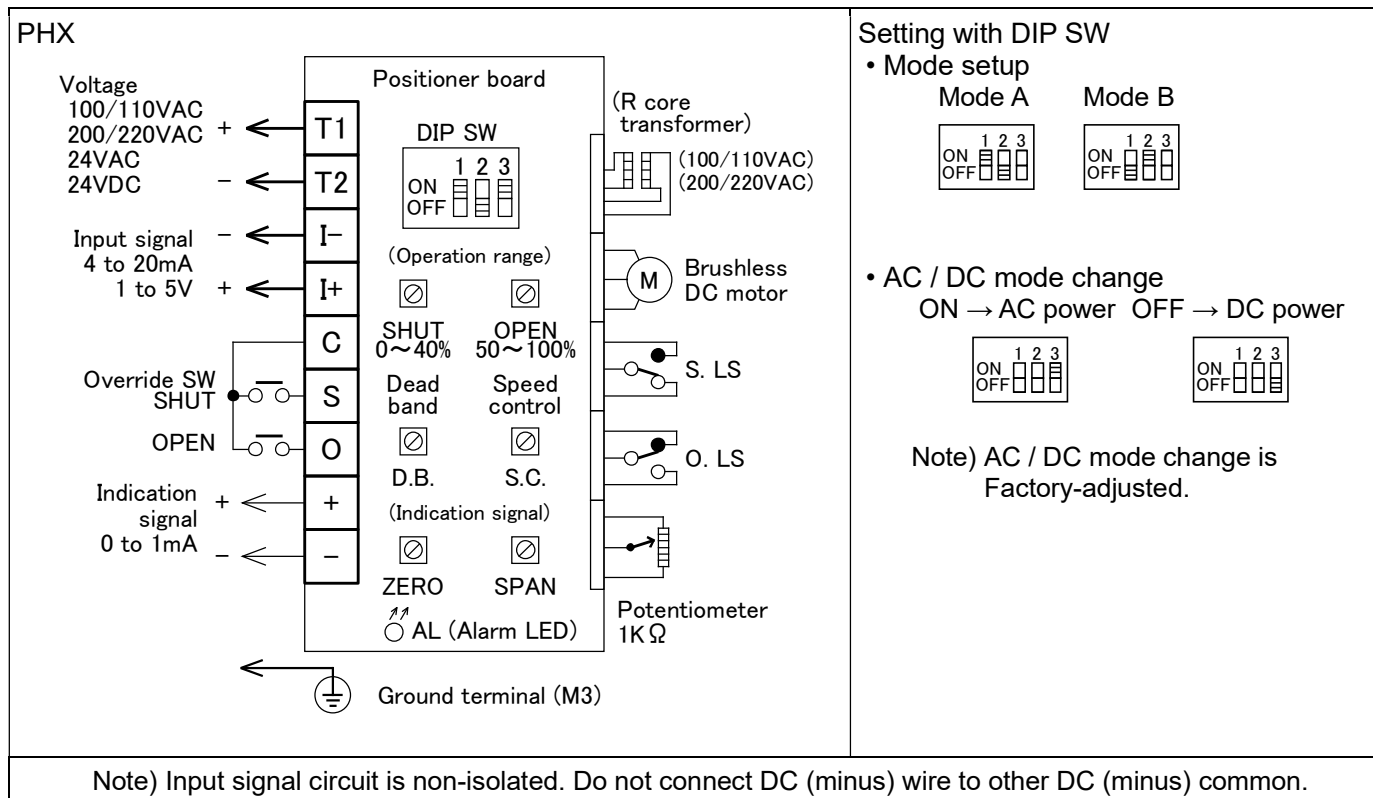 PHX
Voltage
100/110VAC
200/220VAC
24VAC
24VDC
+
−
Input signal
4 to 20mA
1 to 5V
−
+
Override SW
SHUT
OPEN
Indication
signal
0 to 1mA
+
−
T1
T2
I−
I+
C
S
O
+
−
Positioner board
DIP SW
1 2 3
ON
OFF
(Operation range)
SHUT OPEN
0～40% 50～100%
Dead Speed
band control
D.B. S.C.
(Indication signal)
ZERO SPAN
AL (Alarm LED)
Ground terminal (M3)
(R core
transformer)
(100/110VAC)
(200/220VAC)
M
Brushless
DC motor
S. LS
O. LS
Potentiometer
1KΩ
Setting with DIP SW
• Mode setup
Mode A Mode B
1 2 3
ON
OFF
1 2 3
ON
OFF
• AC / DC mode change
ON → AC power OFF → DC power
1 2 3
ON
OFF
1 2 3
ON
OFF
Note) AC / DC mode change is
Factory-adjusted.
Note) Input signal circuit is non-isolated. Do not connect DC (minus) wire to other DC (minus) common.